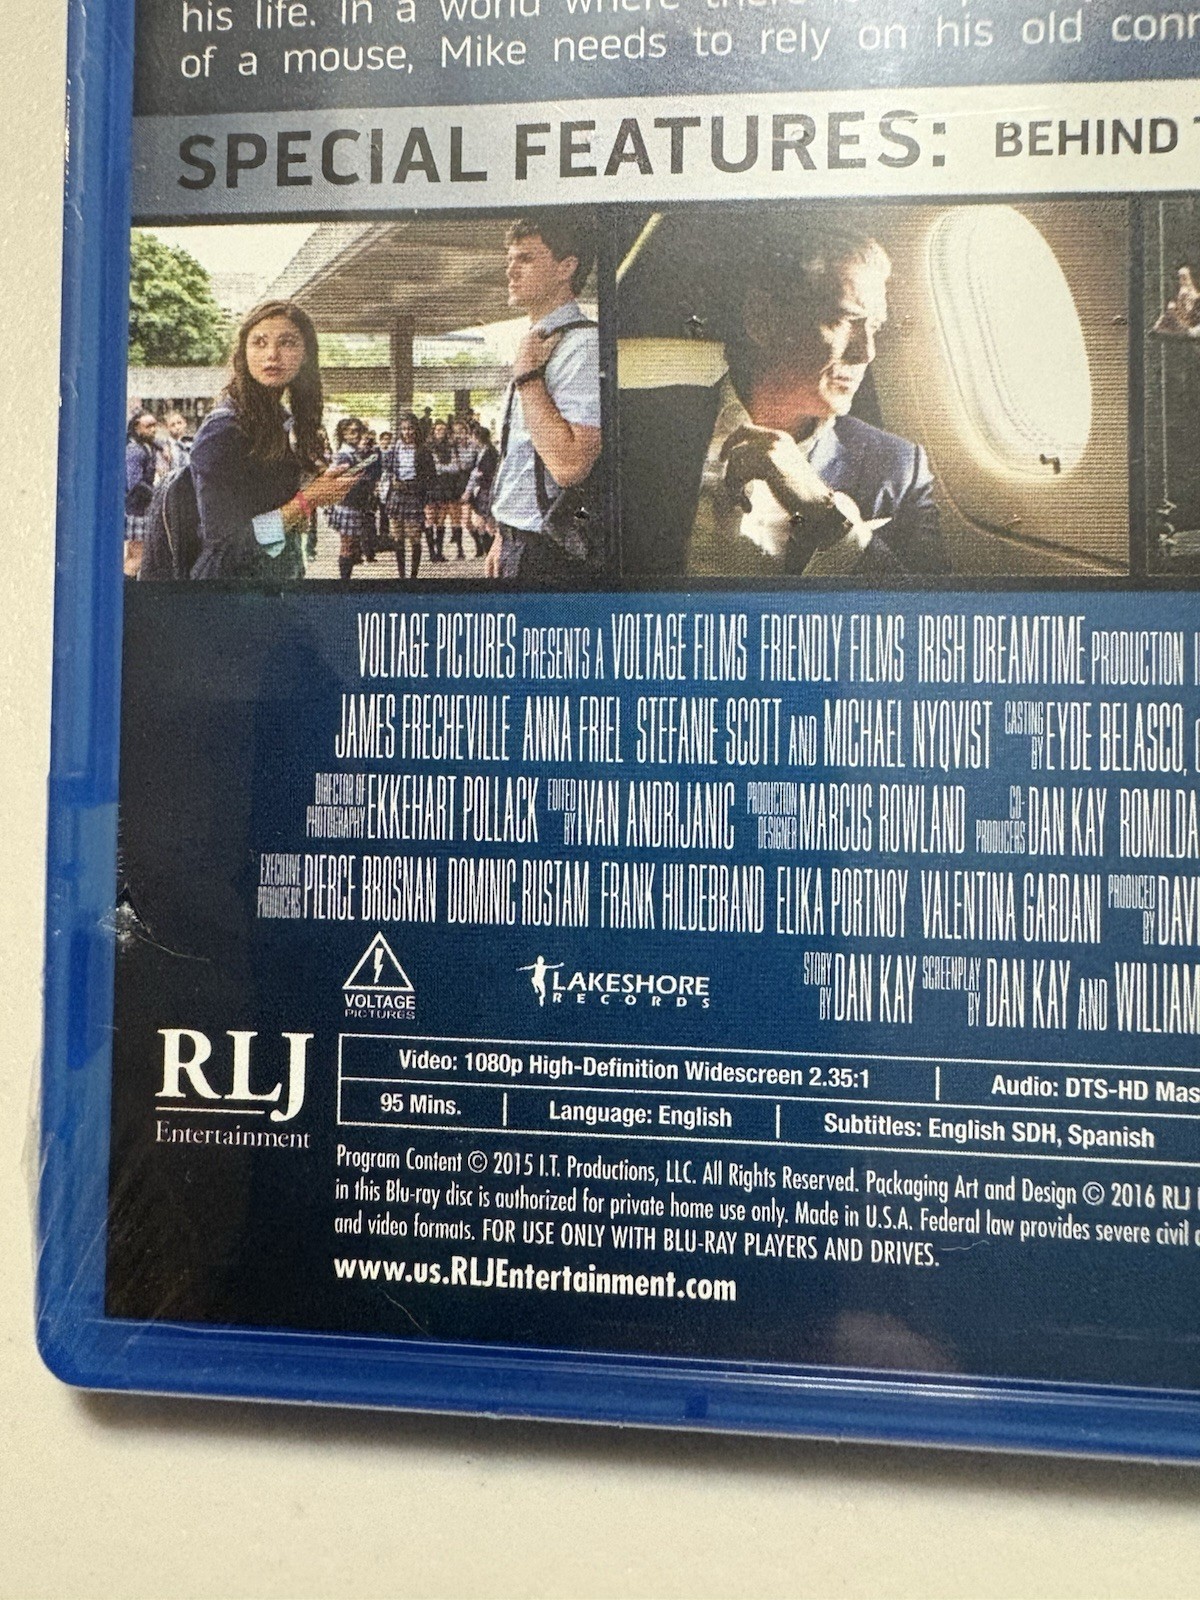 his life. In a world where
of a mouse, Mike needs to rely on his old
SPECIAL FEATURES: BEHIND
VOLTAGE PICTURES PRESENTS A VOLTAGE FILMS FRIENDLY FILMS IRISH DREAMTIME PRODUCTION
JAMES FRECHEVILLE ANNA FRIEL STEFANIE SCOTT AND MICHAEL NYQVIST CASTING BY EYDE BELASCO,
DIRECTOR OF PHOTOGRAPHY EKKEHART POLLACK EDITED BY IVAN ANDRIJANIC PRODUCTION DESIGNER MARCUS ROWLAND CO-PRODUCERS DAN KAY ROMILDA
EXECUTIVE PRODUCERS PIERCE BROSNAN DOMINIC RUSTAM FRANK HILDEBRAND ELIKA PORTNOY VALENTINA GARDANI PRODUCED BY DAV
VOLTAGE PICTURES LAKESHORE RECORDS STORY BY DAN KAY SCREENPLAY BY DAN KAY AND WILLIAM
RLJ Entertainment
Video: 1080p High-Definition Widescreen 2.35:1 | Audio: DTS-HD Mas
95 Mins. | Language: English | Subtitles: English SDH, Spanish
Program Content © 2015 I.T. Productions, LLC. All Rights Reserved. Packaging Art and Design © 2016 RLJ
in this Blu-ray disc is authorized for private home use only. Made in U.S.A. Federal law provides severe civil
and video formats. FOR USE ONLY WITH BLU-RAY PLAYERS AND DRIVES.
www.us.RLJEntertainment.com